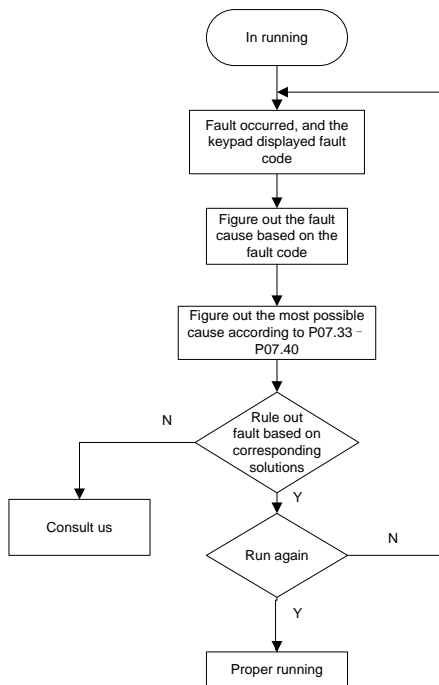 In running
Fault occurred, and the
keypad displayed fault
code
Figure out the fault
cause based on the
fault code
Figure out the most possible
cause according to P07.33–
P07.40
Rule out
fault based on
corresponding
solutions
N
Y
Consult us
Run again
N
Y
Proper running